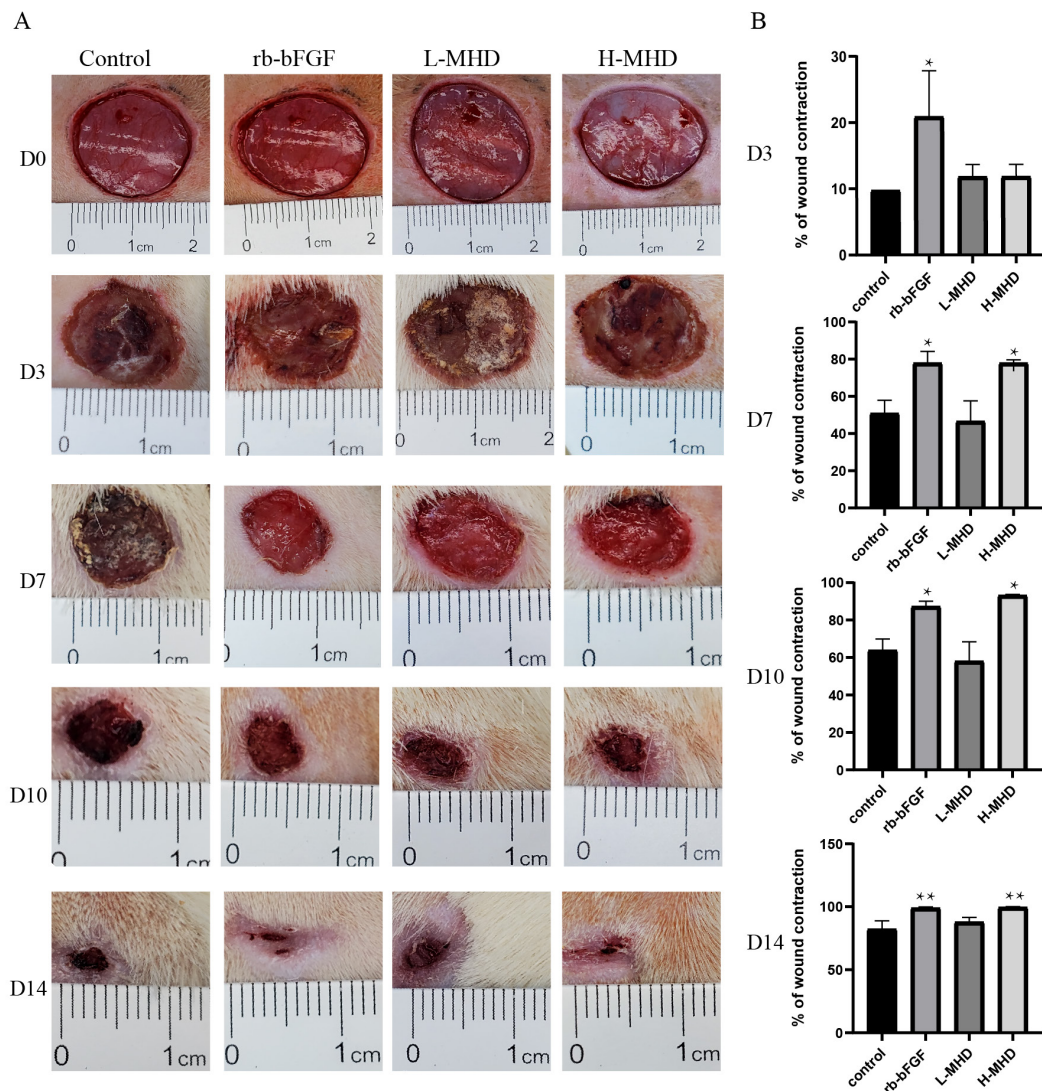 A
Control rb-bFGF L-MHD H-MHD
D0
0 1cm 2
0 1cm 2
0 1cm 2
0 1cm 2
D3
0 1cm
0 1cm
0 1cm 2
0 1cm
D7
0 1cm
0 1cm
0 1cm
0 1cm
D10
0 1cm
0 1cm
0 1cm
0 1cm
D14
0 1cm
0 1cm
0 1cm
0 1cm
B
D3
% of wound contraction
30
20
10
0
*
control rb-bFGF L-MHD H-MHD
D7
% of wound contraction
100
80
60
40
20
0
* *
control rb-bFGF L-MHD H-MHD
D10
% of wound contraction
100
80
60
40
20
0
* *
control rb-bFGF L-MHD H-MHD
D14
% of wound contraction
150
100
50
0
** **
control rb-bFGF L-MHD H-MHD